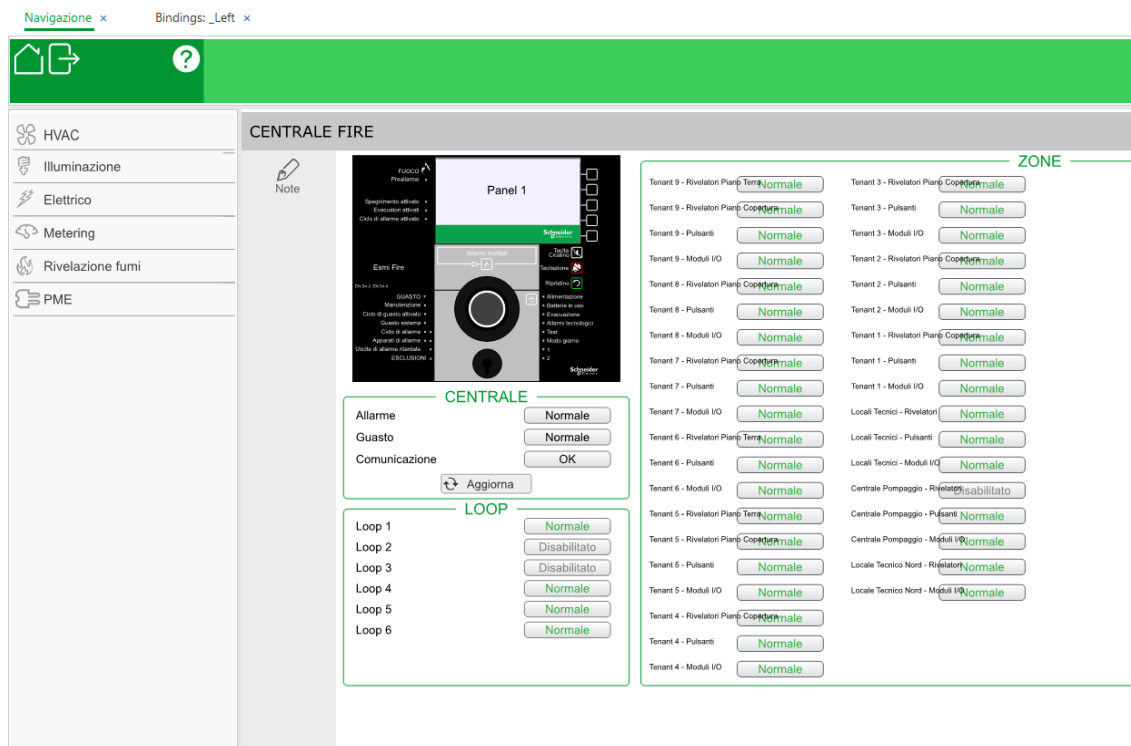 Navigazione ×
Bindings: _Left ×
?
HVAC
Illuminazione
Elettrico
Metering
Rivelazione fumi
PME
CENTRALE FIRE
Note
FUOCO
Preallarme
Spegnimento attivato
Evacuatori attivati
Ciclo di allarme attivato
Panel 1
Schneider
Electric
Allarmi multipli
Tacita
Cicalino
Tacitazione
Ripristino
Esmi Fire
EN 54-2 EN 54-4
GUASTO
Manutenzione
Ciclo di guasto attivato
Guasto sistema
Ciclo di allarme
Apparati di allarme
Uscite di allarme ritardate
ESCLUSIONI
Alimentazione
Batterie in uso
Evacuazione
Allarmi tecnologici
Test
Modo giorno
1
2
Schneider
Electric
CENTRALE
Allarme Normale
Guasto Normale
Comunicazione OK
Aggiorna
LOOP
Loop 1 Normale
Loop 2 Disabilitato
Loop 3 Disabilitato
Loop 4 Normale
Loop 5 Normale
Loop 6 Normale
ZONE
Tenant 9 - Rivelatori Piano Terra Normale
Tenant 9 - Rivelatori Piano Copertura Normale
Tenant 9 - Pulsanti Normale
Tenant 9 - Moduli I/O Normale
Tenant 8 - Rivelatori Piano Copertura Normale
Tenant 8 - Pulsanti Normale
Tenant 8 - Moduli I/O Normale
Tenant 7 - Rivelatori Piano Copertura Normale
Tenant 7 - Pulsanti Normale
Tenant 7 - Moduli I/O Normale
Tenant 6 - Rivelatori Piano Terra Normale
Tenant 6 - Pulsanti Normale
Tenant 6 - Moduli I/O Normale
Tenant 5 - Rivelatori Piano Terra Normale
Tenant 5 - Rivelatori Piano Copertura Normale
Tenant 5 - Pulsanti Normale
Tenant 5 - Moduli I/O Normale
Tenant 4 - Rivelatori Piano Copertura Normale
Tenant 4 - Pulsanti Normale
Tenant 4 - Moduli I/O Normale
Tenant 3 - Rivelatori Piano Copertura Normale
Tenant 3 - Pulsanti Normale
Tenant 3 - Moduli I/O Normale
Tenant 2 - Rivelatori Piano Copertura Normale
Tenant 2 - Pulsanti Normale
Tenant 2 - Moduli I/O Normale
Tenant 1 - Rivelatori Piano Copertura Normale
Tenant 1 - Pulsanti Normale
Tenant 1 - Moduli I/O Normale
Locali Tecnici - Rivelatori Normale
Locali Tecnici - Pulsanti Normale
Locali Tecnici - Moduli I/O Normale
Centrale Pompaggio - Rivelatori Disabilitato
Centrale Pompaggio - Pulsanti Normale
Centrale Pompaggio - Moduli I/O Normale
Locale Tecnico Nord - Rivelatori Normale
Locale Tecnico Nord - Moduli I/O Normale